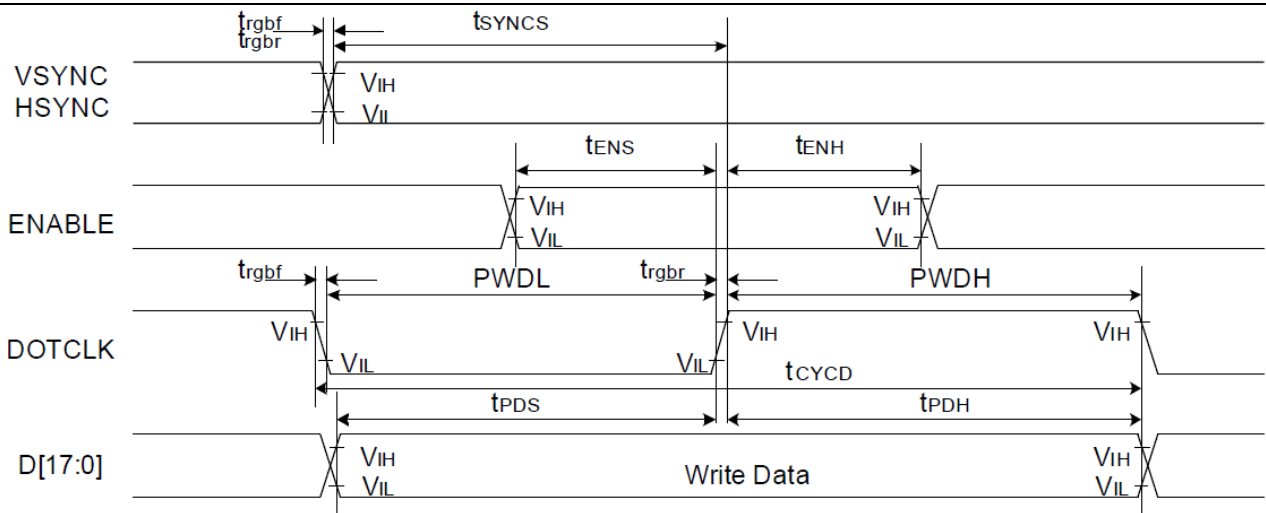 trgbf
trgbr
tSYNCS
VSYNC
HSYNC
VIH
VIL
tENS
tENH
ENABLE
VIH
VIL
VIH
VIL
trgbf
PWDL
trgbr
PWDH
DOTCLK
VIH
VIL
VIL
VIH
VIH
tCYCD
tPDS
tPDH
D[17:0]
VIH
VIL
Write Data
VIH
VIL